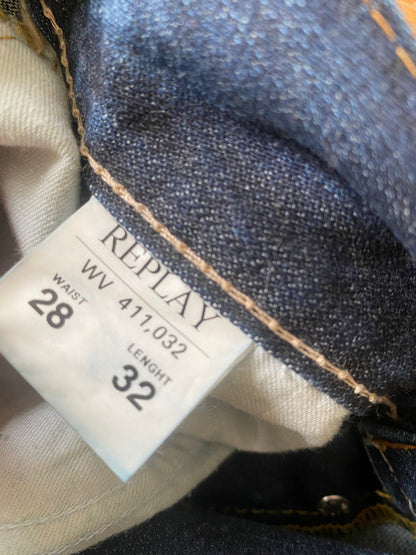 REPLAY
WV 411,032
WAIST LENGHT
28 32